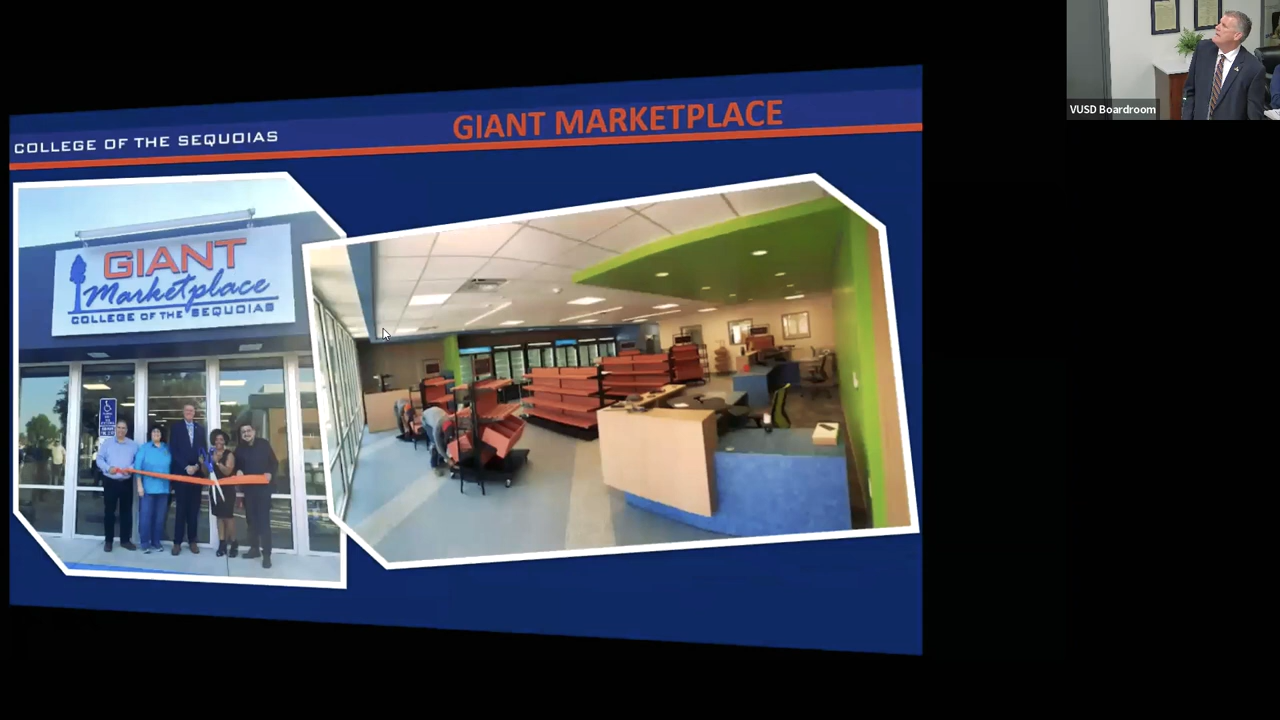 COLLEGE OF THE SEQUOIAS
GIANT MARKETPLACE
GIANT
Marketplace
COLLEGE OF THE SEQUOIAS
VUSD Boardroom